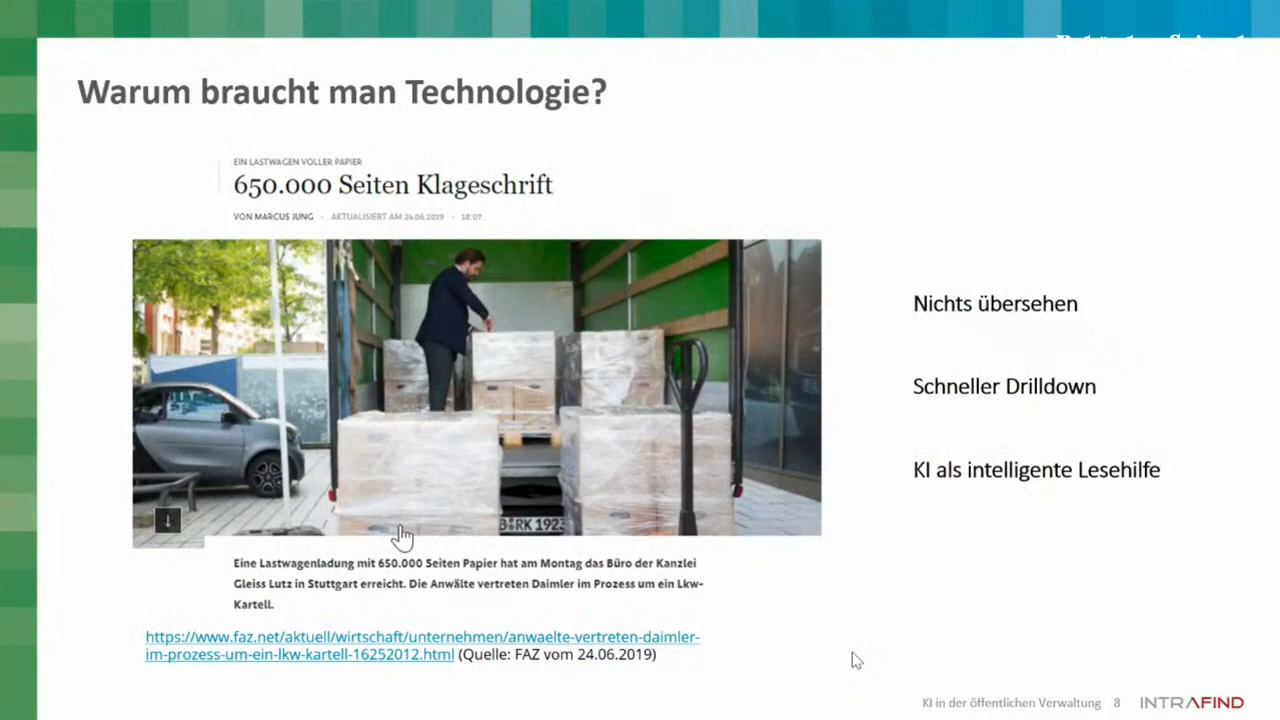 Warum braucht man Technologie?
EIN LASTWAGEN VOLLER PAPIER
650.000 Seiten Klageschrift
VON MARCUS JUNG - AKTUALISIERT AM 24.06.2019 - 18:07
B RK 1923
Eine Lastwagenladung mit 650.000 Seiten Papier hat am Montag das Büro der Kanzlei
Gleiss Lutz in Stuttgart erreicht. Die Anwälte vertreten Daimler im Prozess um ein Lkw-
Kartell.
https://www.faz.net/aktuell/wirtschaft/unternehmen/anwaelte-vertreten-daimler-
im-prozess-um-ein-lkw-kartell-16252012.html (Quelle: FAZ vom 24.06.2019)
Nichts übersehen
Schneller Drilldown
KI als intelligente Lesehilfe
KI in der öffentlichen Verwaltung 8 INTRAFIND